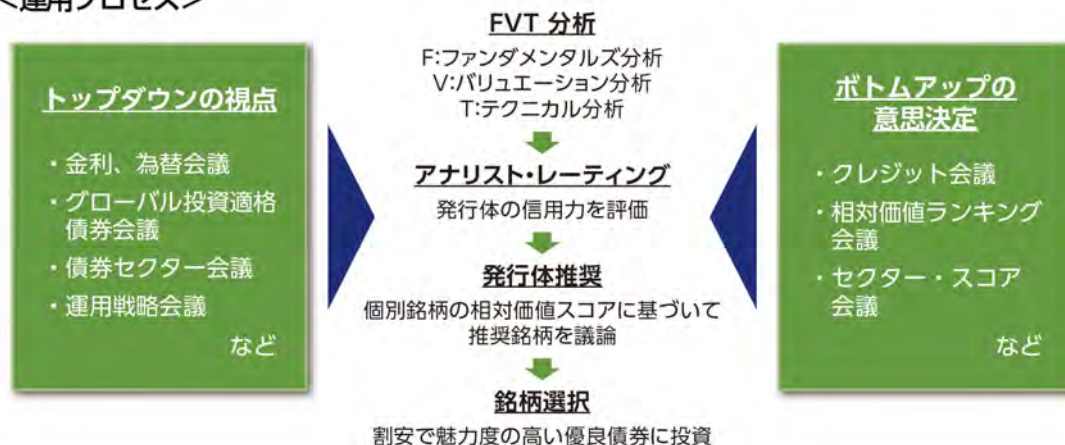 <運用プロセス>
トップダウンの視点
・金利、為替会議
・グローバル投資適格
債券会議
・債券セクター会議
・運用戦略会議
など
FVT 分析
F:ファンダメンタルズ分析
V:バリュエーション分析
T:テクニカル分析
アナリスト・レーティング
発行体の信用力を評価
発行体推奨
個別銘柄の相対価値スコアに基づいて
推奨銘柄を議論
銘柄選択
割安で魅力度の高い優良債券に投資
ボトムアップの
意思決定
・クレジット会議
・相対価値ランキング
会議
・セクター・スコア
会議
など